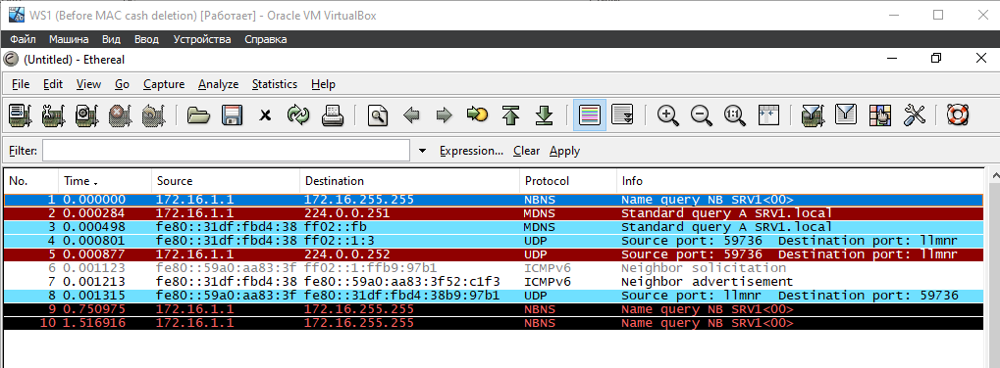 WS1 (Before MAC cash deletion) [Работает] - Oracle VM VirtualBox
Файл Машина Вид Ввод Устройства Справка
(Untitled) - Ethereal
File Edit View Go Capture Analyze Statistics Help
Filter: Expression... Clear Apply
No. Time Source Destination Protocol Info
1 0.000000 172.16.1.1 172.16.255.255 NBNS Name query NB SRV1<00>
2 0.000284 172.16.1.1 224.0.0.251 MDNS Standard query A SRV1.local
3 0.000498 fe80::31df:fbd4:38 ff02::fb MDNS Standard query A SRV1.local
4 0.000801 fe80::31df:fbd4:38 ff02::1:3 UDP Source port: 59736 Destination port: llmnr
5 0.000877 172.16.1.1 224.0.0.252 UDP Source port: 59736 Destination port: llmnr
6 0.001123 fe80::59a0:aa83:3f ff02::1:ffb9:97b1 ICMPv6 Neighbor solicitation
7 0.001213 fe80::31df:fbd4:38 fe80::59a0:aa83:3f52:c1f3 ICMPv6 Neighbor advertisement
8 0.001315 fe80::59a0:aa83:3f fe80::31df:fbd4:38b9:97b1 UDP Source port: llmnr Destination port: 59736
9 0.750975 172.16.1.1 172.16.255.255 NBNS Name query NB SRV1<00>
10 1.516916 172.16.1.1 172.16.255.255 NBNS Name query NB SRV1<00>